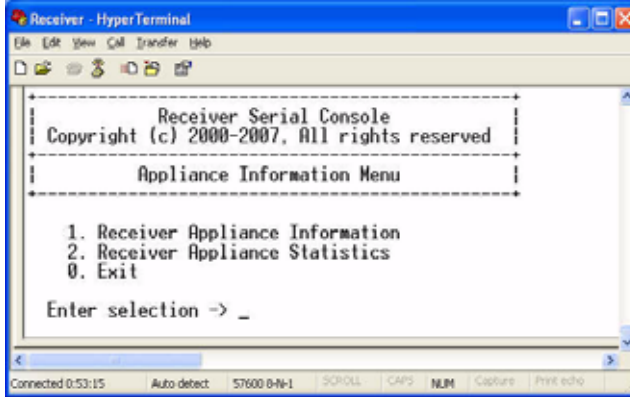 Receiver - HyperTerminal
File Edit View Call Transfer Help
Receiver Serial Console
Copyright (c) 2000-2007, All rights reserved
Appliance Information Menu
1. Receiver Appliance Information
2. Receiver Appliance Statistics
0. Exit
Enter selection -> _
Connected 0:53:15 Auto detect 57600 8-N-1 SCROLL CAPS NUM Capture Print echo